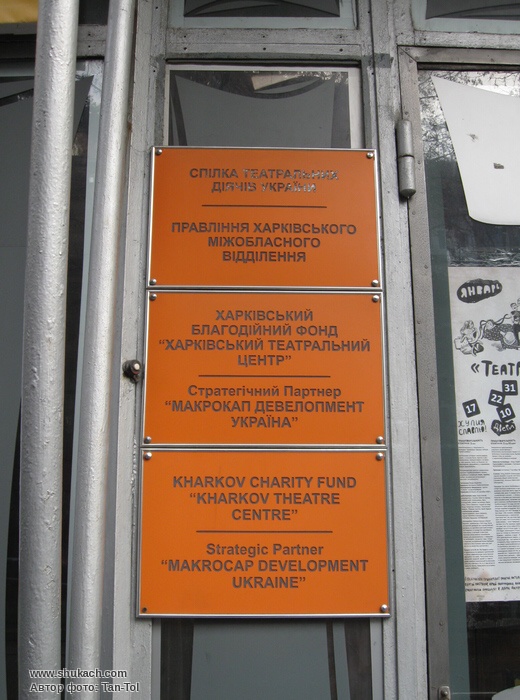 СПІЛКА ТЕАТРАЛЬНИХ
ДІЯЧІВ УКРАЇНИ
ПРАВЛІННЯ ХАРКІВСЬКОГО
МІЖОБЛАСНОГО
ВІДДІЛЕННЯ
ХАРКІВСЬКИЙ
БЛАГОДІЙНИЙ ФОНД
“ХАРКІВСЬКИЙ ТЕАТРАЛЬНИЙ
ЦЕНТР”
Стратегічний Партнер
“МАКРОКАП ДЕВЕЛОПМЕНТ
УКРАЇНА”
KHARKOV CHARITY FUND
“KHARKOV THEATRE
CENTRE”
Strategic Partner
“MAKROCAP DEVELOPMENT
UKRAINE”
ЯНВАРЬ
«ТЕАТР
31
22
17
10
www.shukach.com
Автор фото: Tan-Tol